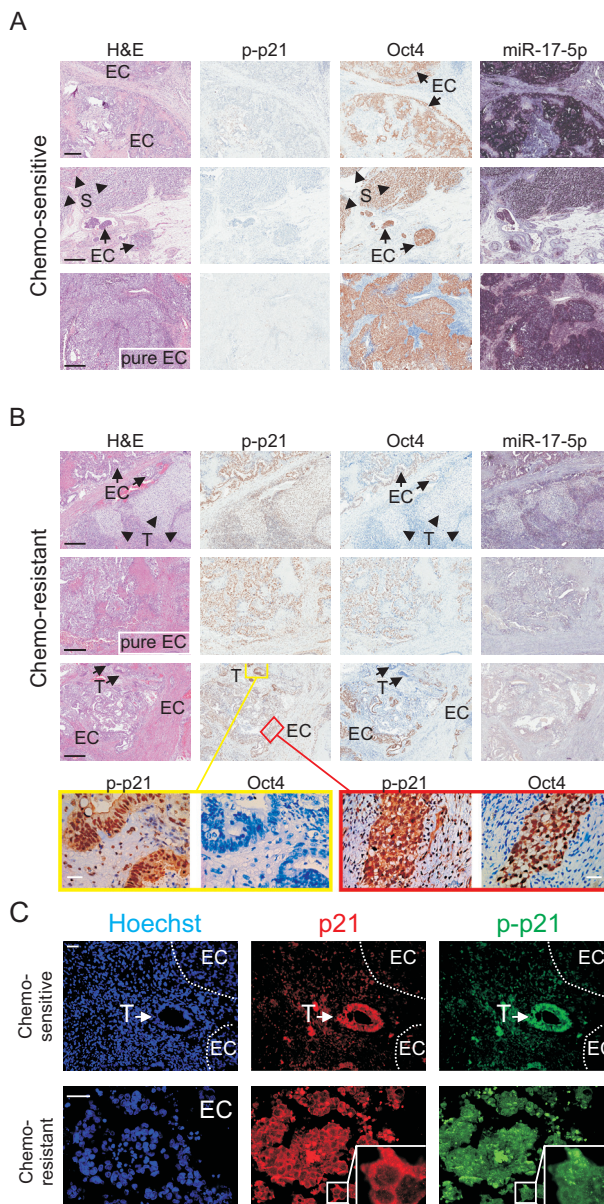 A
H&E p-p21 Oct4 miR-17-5p
Chemo-sensitive
EC
EC
EC
S
EC
S
EC
pure EC
B
H&E p-p21 Oct4 miR-17-5p
Chemo-resistant
EC
T
EC
T
pure EC
T
EC
EC
T
EC
T
EC
p-p21 Oct4 p-p21 Oct4
C
Hoechst p21 p-p21
Chemo-
sensitive
EC EC EC
T T T
EC EC EC
Chemo-
resistant
EC